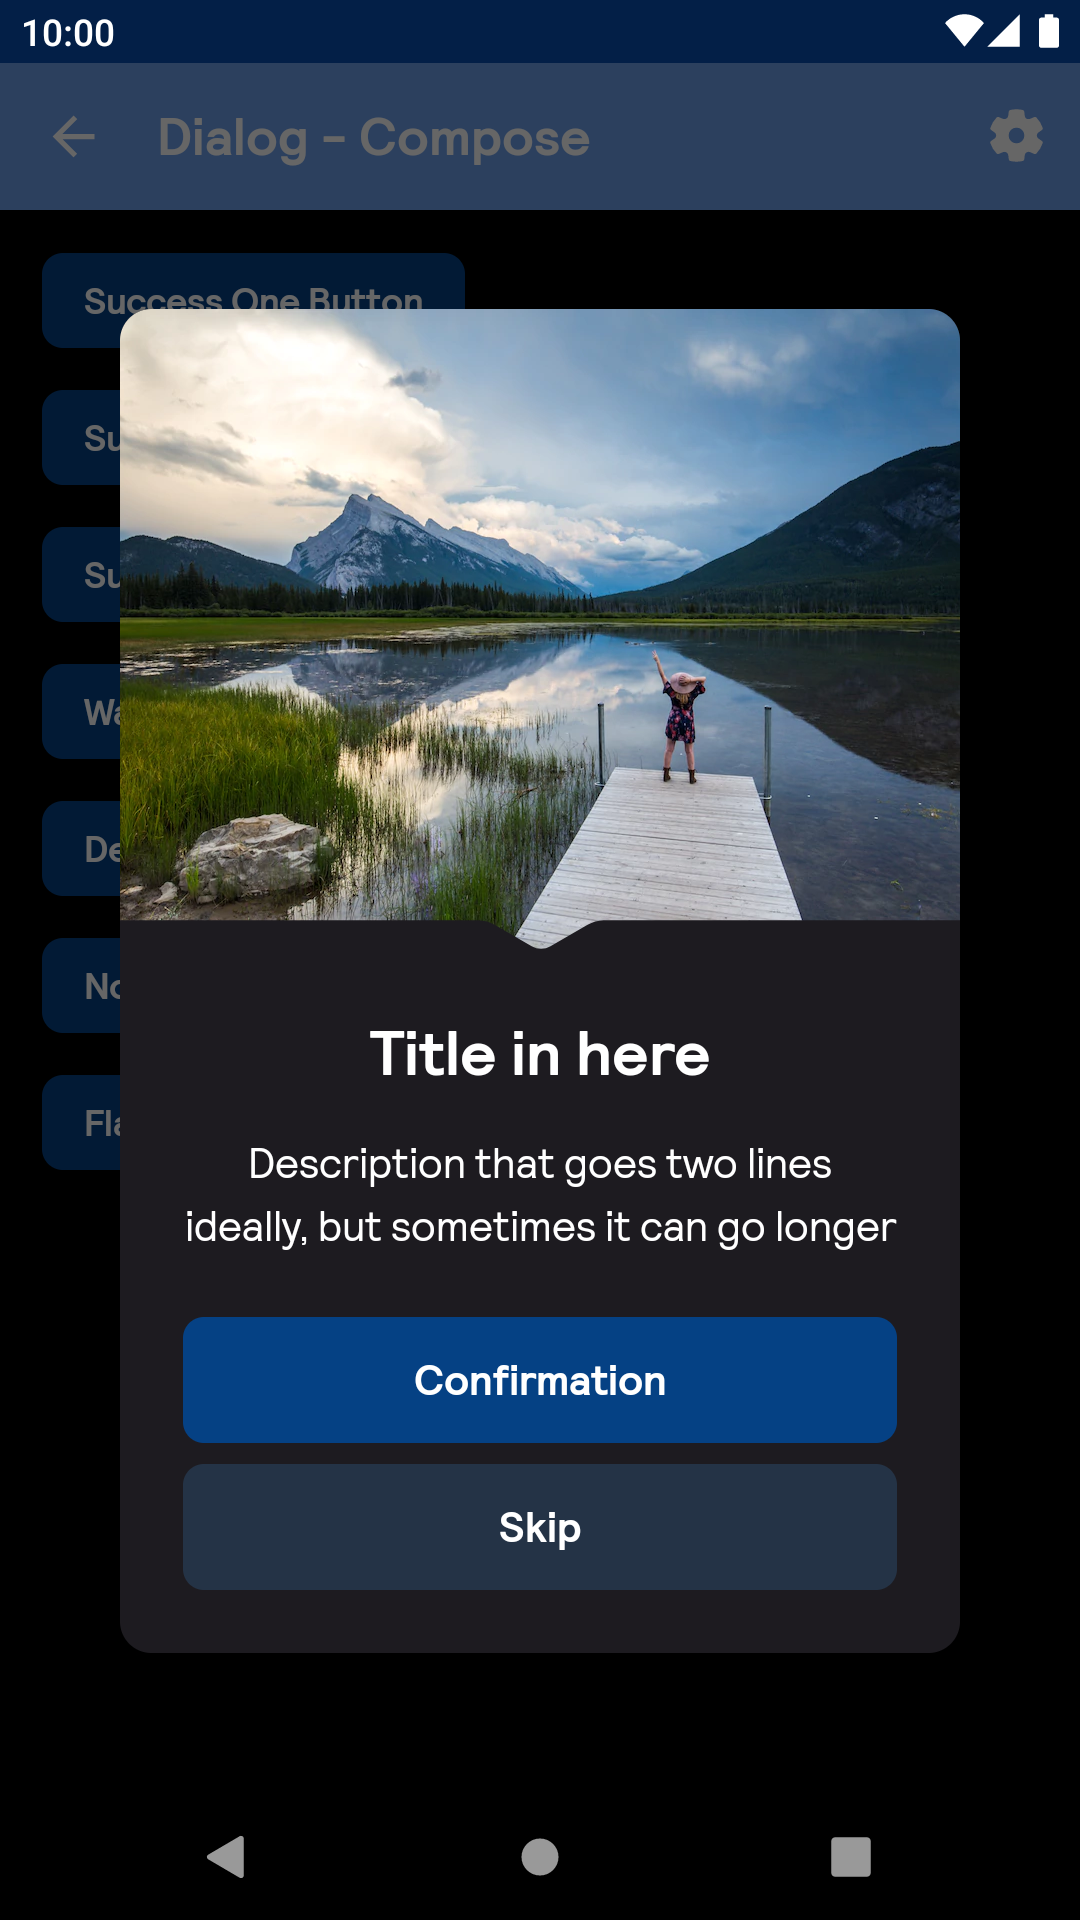 10:00
Dialog - Compose
Success One Button
Su
Su
Wa
De
No
Fla
Title in here
Description that goes two lines
ideally, but sometimes it can go longer
Confirmation
Skip